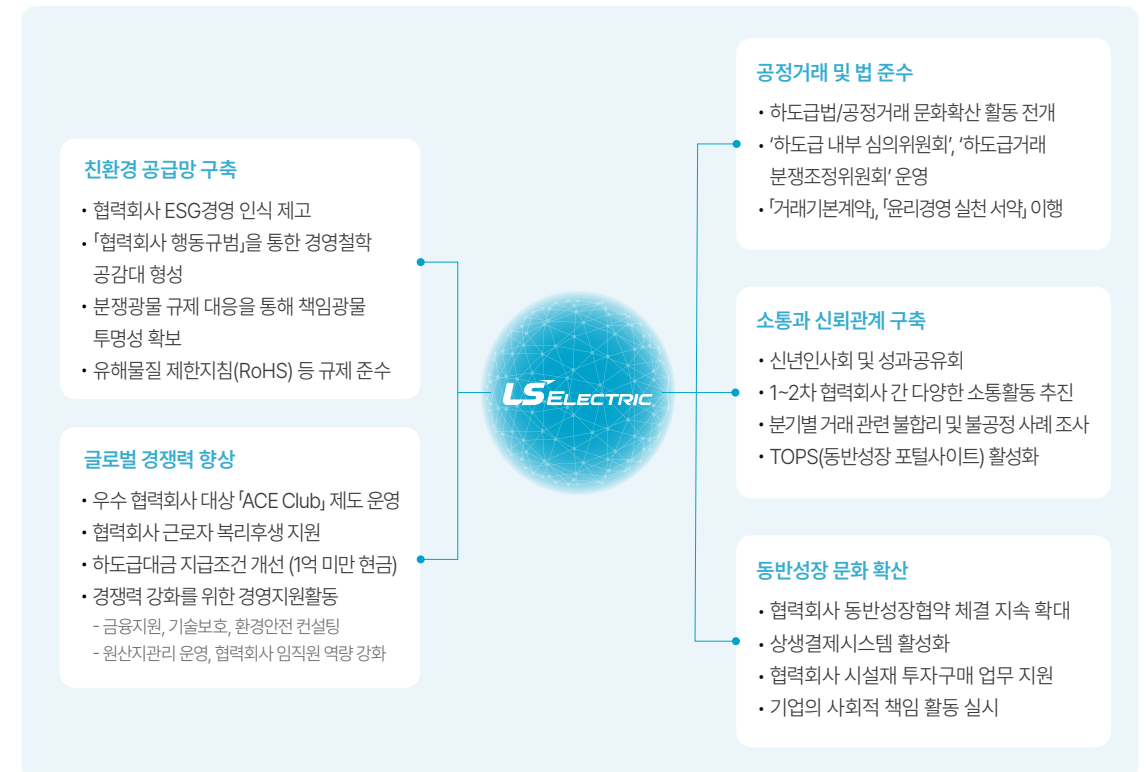 친환경 공급망 구축
• 협력회사 ESG경영 인식 제고
• 「협력회사 행동규범」을 통한 경영철학
공감대 형성
• 분쟁광물 규제 대응을 통해 책임광물
투명성 확보
• 유해물질 제한지침(RoHS) 등 규제 준수
글로벌 경쟁력 향상
• 우수 협력회사 대상 「ACE Club」 제도 운영
• 협력회사 근로자 복리후생 지원
• 하도급대금 지급조건 개선 (1억 미만 현금)
• 경쟁력 강화를 위한 경영지원활동
- 금융지원, 기술보호, 환경안전 컨설팅
- 원산지관리 운영, 협력회사 임직원 역량 강화
LS ELECTRIC
공정거래 및 법 준수
• 하도급법/공정거래 문화확산 활동 전개
• ‘하도급 내부 심의위원회’, ‘하도급거래
분쟁조정위원회’ 운영
• 「거래기본계약」, 「윤리경영 실천 서약」 이행
소통과 신뢰관계 구축
• 신년인사회 및 성과공유회
• 1~2차 협력회사 간 다양한 소통활동 추진
• 분기별 거래 관련 불합리 및 불공정 사례 조사
• TOPS(동반성장 포털사이트) 활성화
동반성장 문화 확산
• 협력회사 동반성장협약 체결 지속 확대
• 상생결제시스템 활성화
• 협력회사 시설재 투자구매 업무 지원
• 기업의 사회적 책임 활동 실시